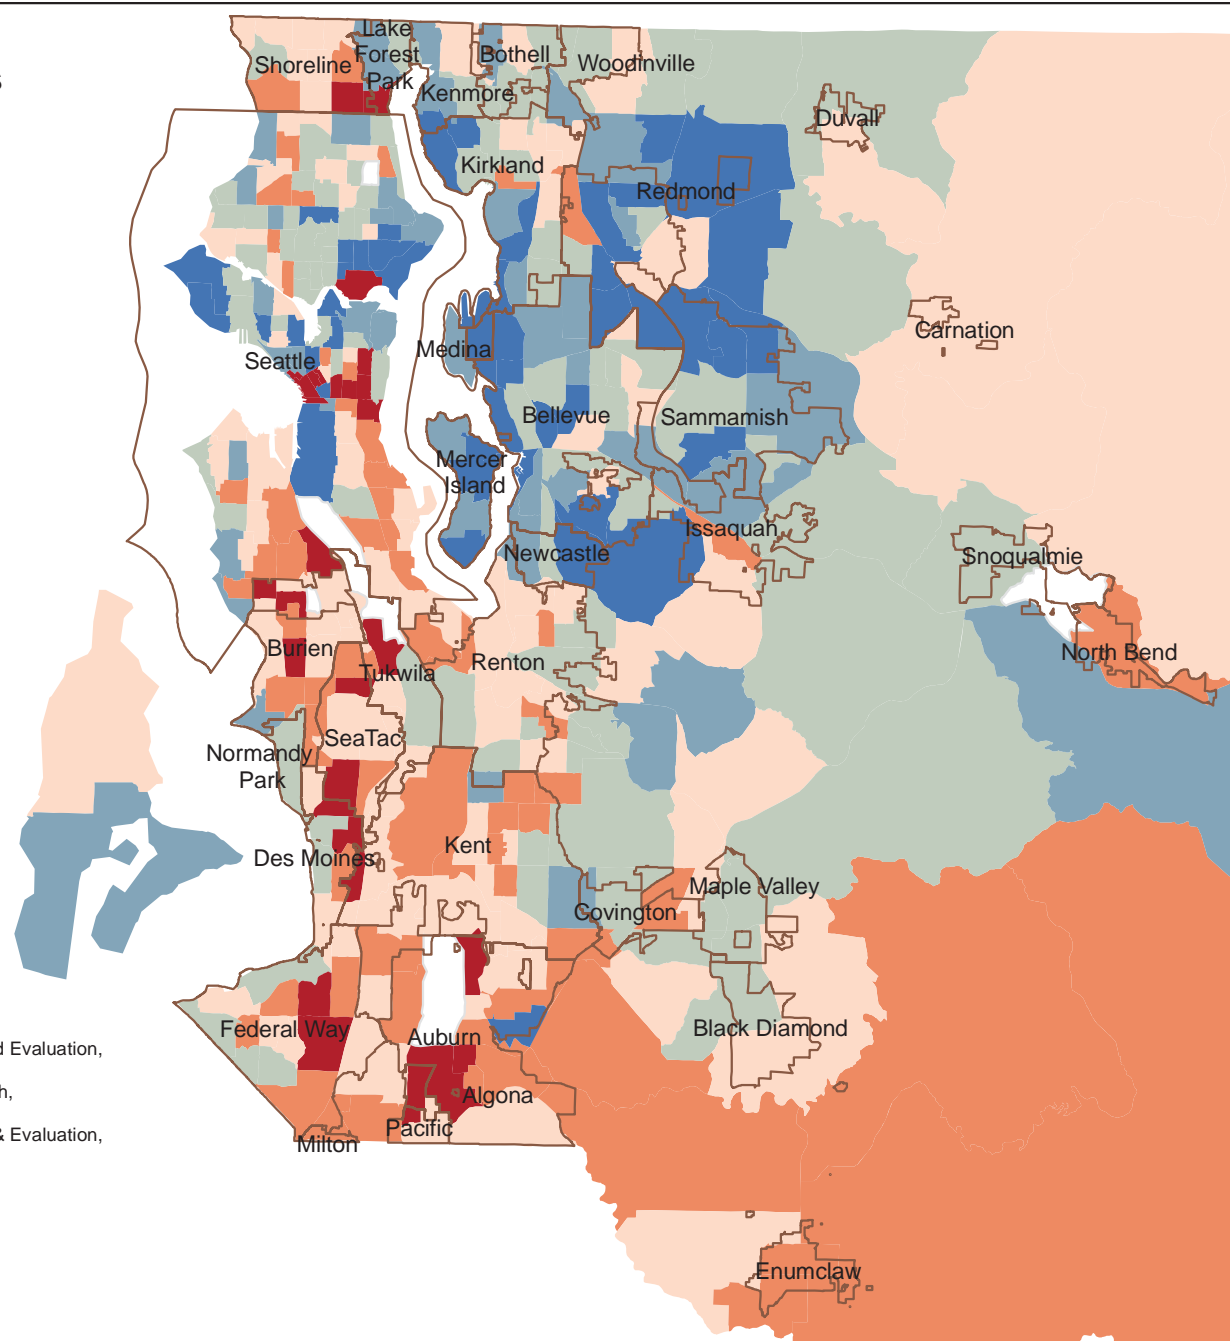 Lake
Forest
Park
Shoreline
Bothell
Woodinville
Kenmore
Duvall
Kirkland
Redmond
Carnation
Medina
Seattle
Bellevue
Sammamish
Mercer
Island
Issaquah
Newcastle
Snoqualmie
Burien
Tukwila
Renton
North Bend
SeaTac
Normandy
Park
Kent
Des Moines
Maple Valley
Covington
Federal Way
Auburn
Black Diamond
d Evaluation,
h,
Algona
Pacific
& Evaluation,
Milton
Enumclaw